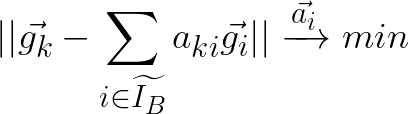 $||\vec{g_k} - \sum_{i \in \widetilde{I_B}} a_{ki} \vec{g_i}|| \xrightarrow{\vec{a_i}} min$